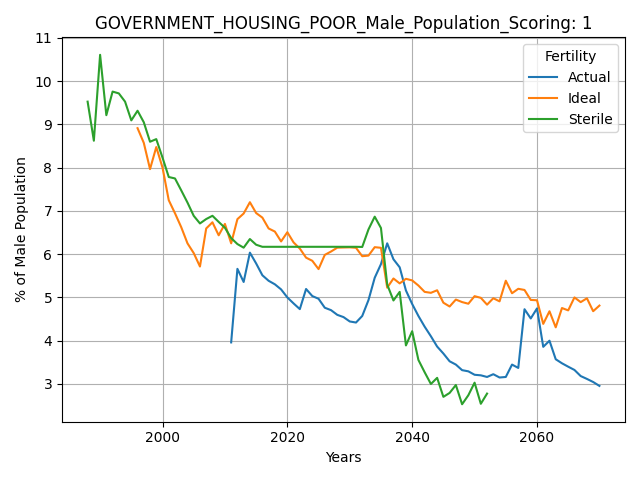 GOVERNMENT_HOUSING_POOR_Male_Population_Scoring: 1
% of Male Population
11
10
9
8
7
6
5
4
3
Fertility
Actual
Ideal
Sterile
2000
2020
2040
2060
Years